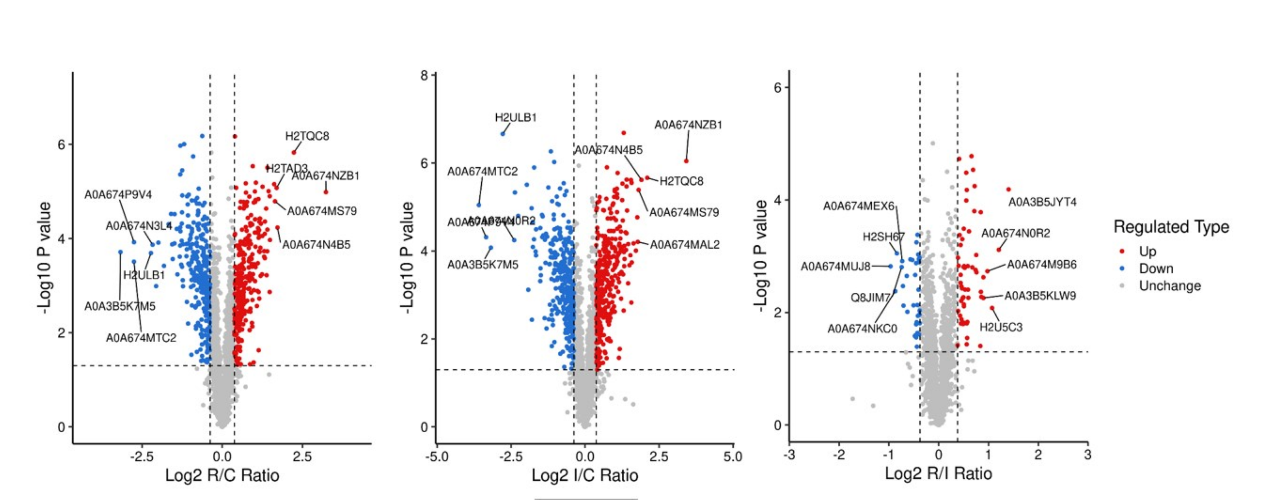 -Log10 P value
6
4
2
0
H2TQC8
H2TAD3
A0A674NZB1
A0A674P9V4
A0A674MS79
A0A674N3L4
A0A674N4B5
H2ULB1
A0A3B5K7M5
A0A674MTC2
-2.5
0.0
2.5
Log2 R/C Ratio
-Log10 P value
8
6
4
2
0
H2ULB1
A0A674NZB1
A0A674N4B5
A0A674MTC2
H2TQC8
A0A674MS79
A0A674P9V4
A0A674N0R2
A0A674MAL2
A0A3B5K7M5
-5.0
-2.5
0.0
2.5
5.0
Log2 I/C Ratio
-Log10 P value
6
4
2
0
A0A674MEX6
A0A3B5JYT4
H2SH67
A0A674N0R2
A0A674MUJ8
A0A674M9B6
Q8JIM7
A0A3B5KLW9
A0A674NKC0
H2U5C3
-3
-2
-1
0
1
2
3
Log2 R/I Ratio
Regulated Type
Up
Down
Unchange